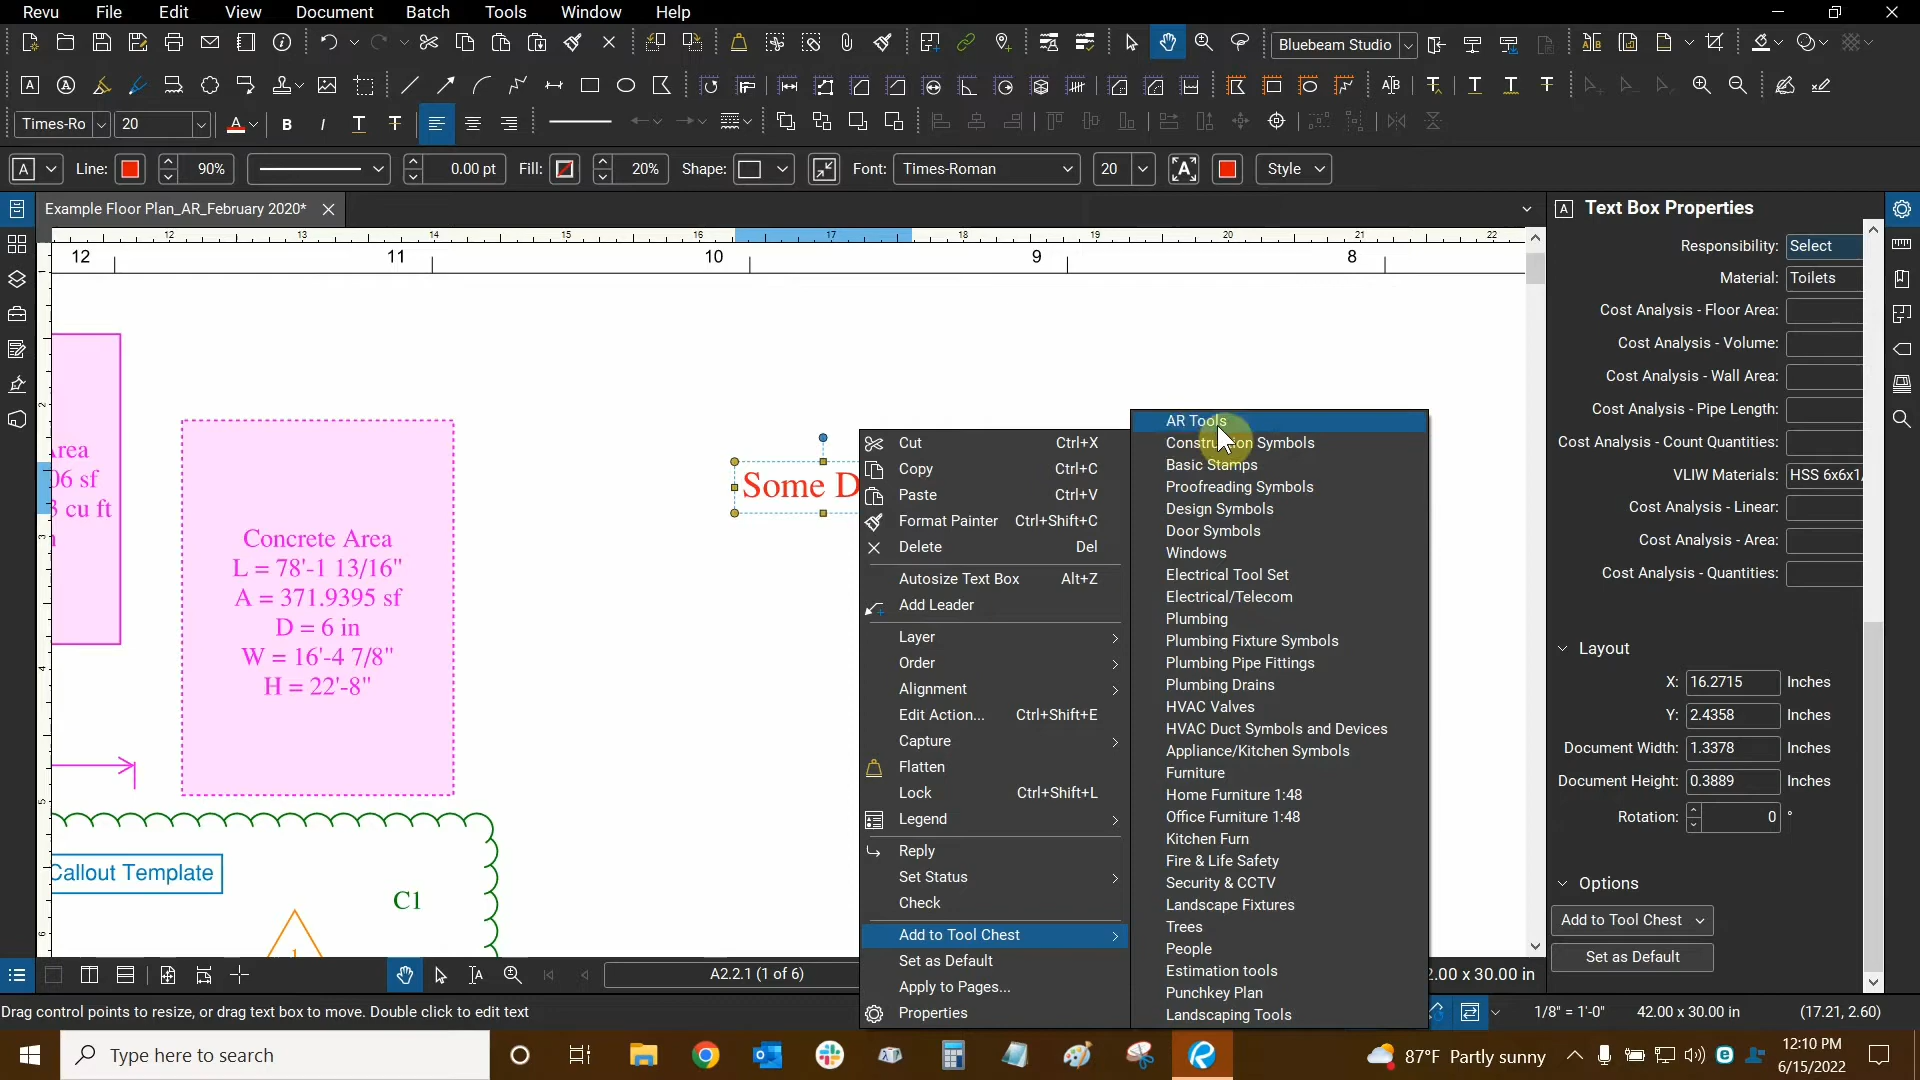 Revu File Edit View Document Batch Tools Window Help
Bluebeam Studio
Times-Ro 20
Line: 90% 0.00 pt Fill: 20% Shape: Font: Times-Roman 20 Style
Example Floor Plan_AR_February 2020*
12 13 14 15 16 17 18 19 20 21 22
12 11 10 9 8
rea
06 sf
cu ft
Concrete Area
L = 78'-1 13/16"
A = 371.9395 sf
D = 6 in
W = 16'-4 7/8"
H = 22'-8"
Callout Template
C1
1
Some D
Cut Ctrl+X
Copy Ctrl+C
Paste Ctrl+V
Format Painter Ctrl+Shift+C
Delete Del
Autosize Text Box Alt+Z
Add Leader
Layer
Order
Alignment
Edit Action... Ctrl+Shift+E
Capture
Flatten
Lock Ctrl+Shift+L
Legend
Reply
Set Status
Check
Add to Tool Chest
Set as Default
Apply to Pages...
Properties
AR Tools
Construction Symbols
Basic Stamps
Proofreading Symbols
Design Symbols
Door Symbols
Windows
Electrical Tool Set
Electrical/Telecom
Plumbing
Plumbing Fixture Symbols
Plumbing Pipe Fittings
Plumbing Drains
HVAC Valves
HVAC Duct Symbols and Devices
Appliance/Kitchen Symbols
Furniture
Home Furniture 1:48
Office Furniture 1:48
Kitchen Furn
Fire & Life Safety
Security & CCTV
Landscape Fixtures
Trees
People
Estimation tools
Punchkey Plan
Landscaping Tools
Text Box Properties
Responsibility: Select
Material: Toilets
Cost Analysis - Floor Area:
Cost Analysis - Volume:
Cost Analysis - Wall Area:
Cost Analysis - Pipe Length:
Cost Analysis - Count Quantities:
VLIW Materials: HSS 6x6x1/
Cost Analysis - Linear:
Cost Analysis - Area:
Cost Analysis - Quantities:
Layout
X: 16.2715 Inches
Y: 2.4358 Inches
Document Width: 1.3378 Inches
Document Height: 0.3889 Inches
Rotation: 0 °
Options
Add to Tool Chest
Set as Default
A2.2.1 (1 of 6)
2.00 x 30.00 in
Drag control points to resize, or drag text box to move. Double click to edit text
1/8" = 1'-0" 42.00 x 30.00 in (17.21, 2.60)
Type here to search
87°F Partly sunny
12:10 PM
6/15/2022